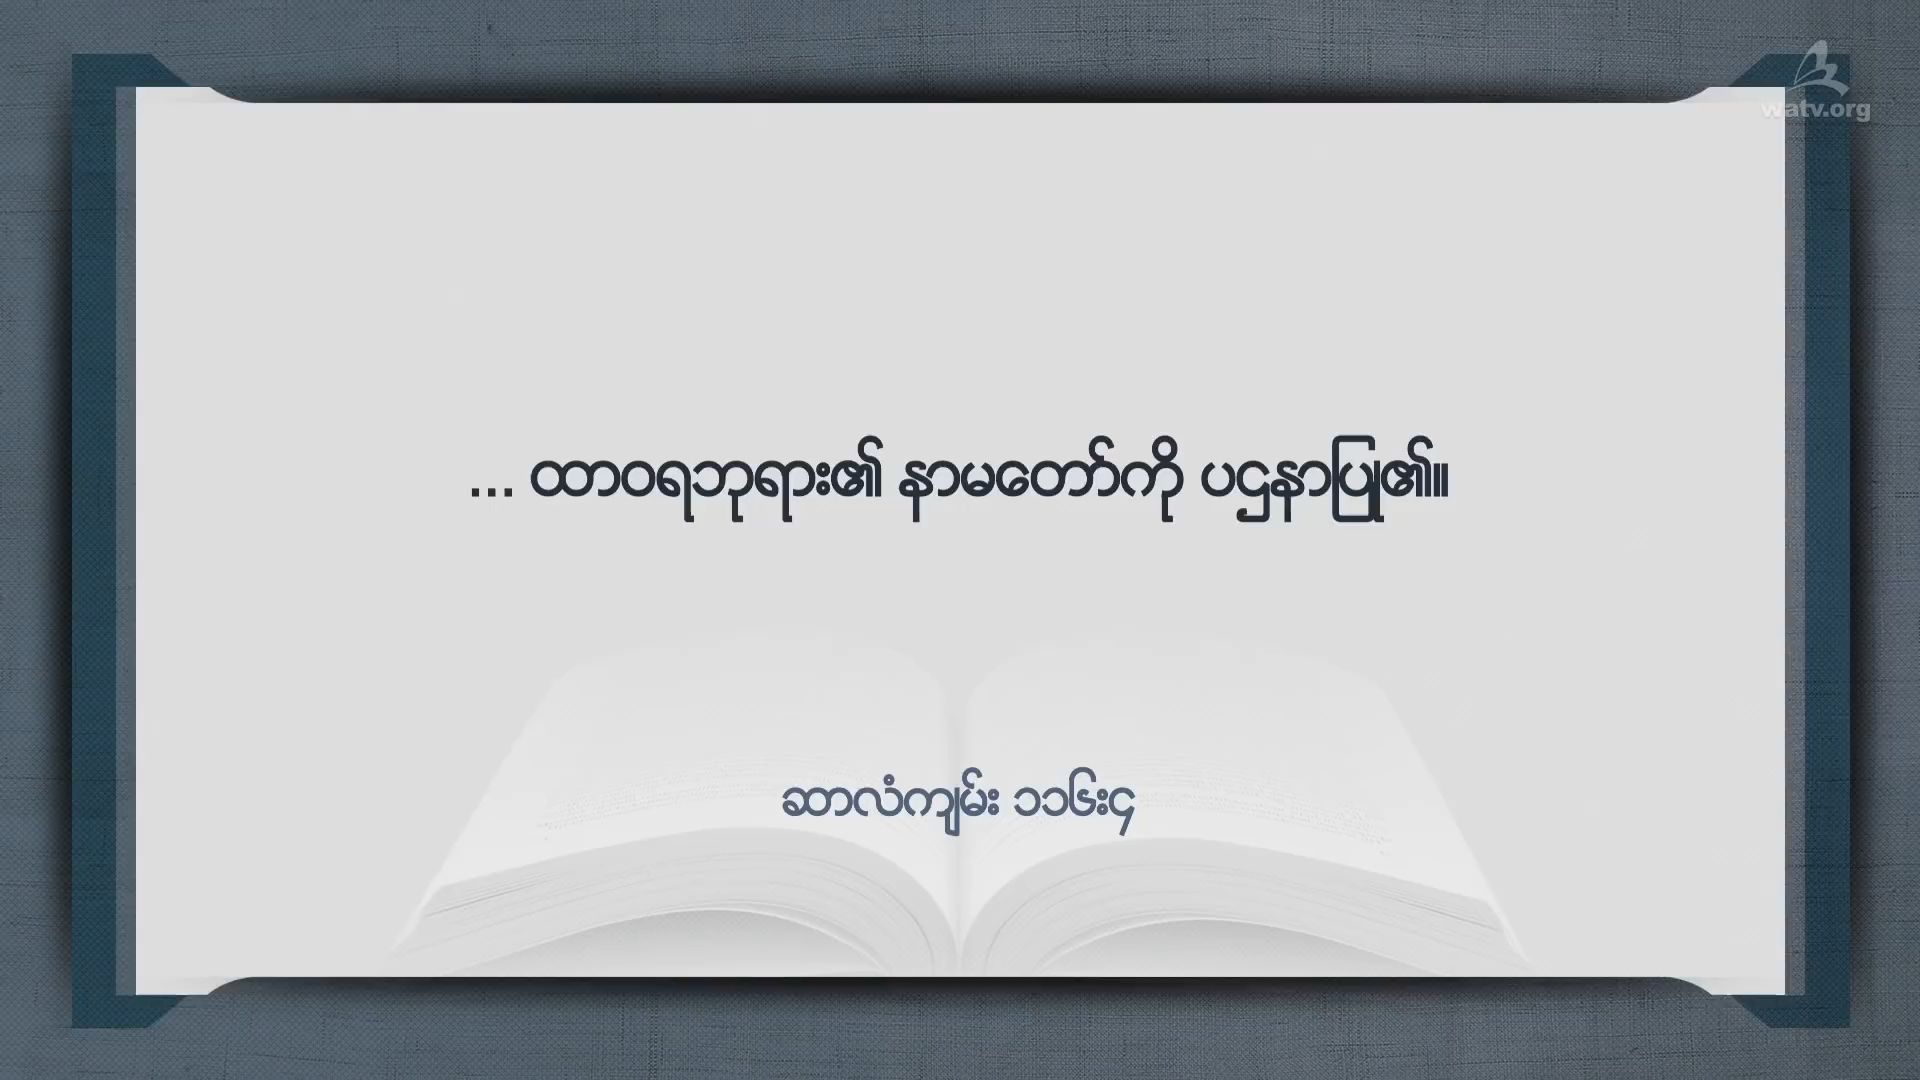 watv.org
... ထာဝရဘုရား၏ နာမတော်ကို ပဌနာပြု၏။
ဆာလံကျမ်း ၁၁၆း၄